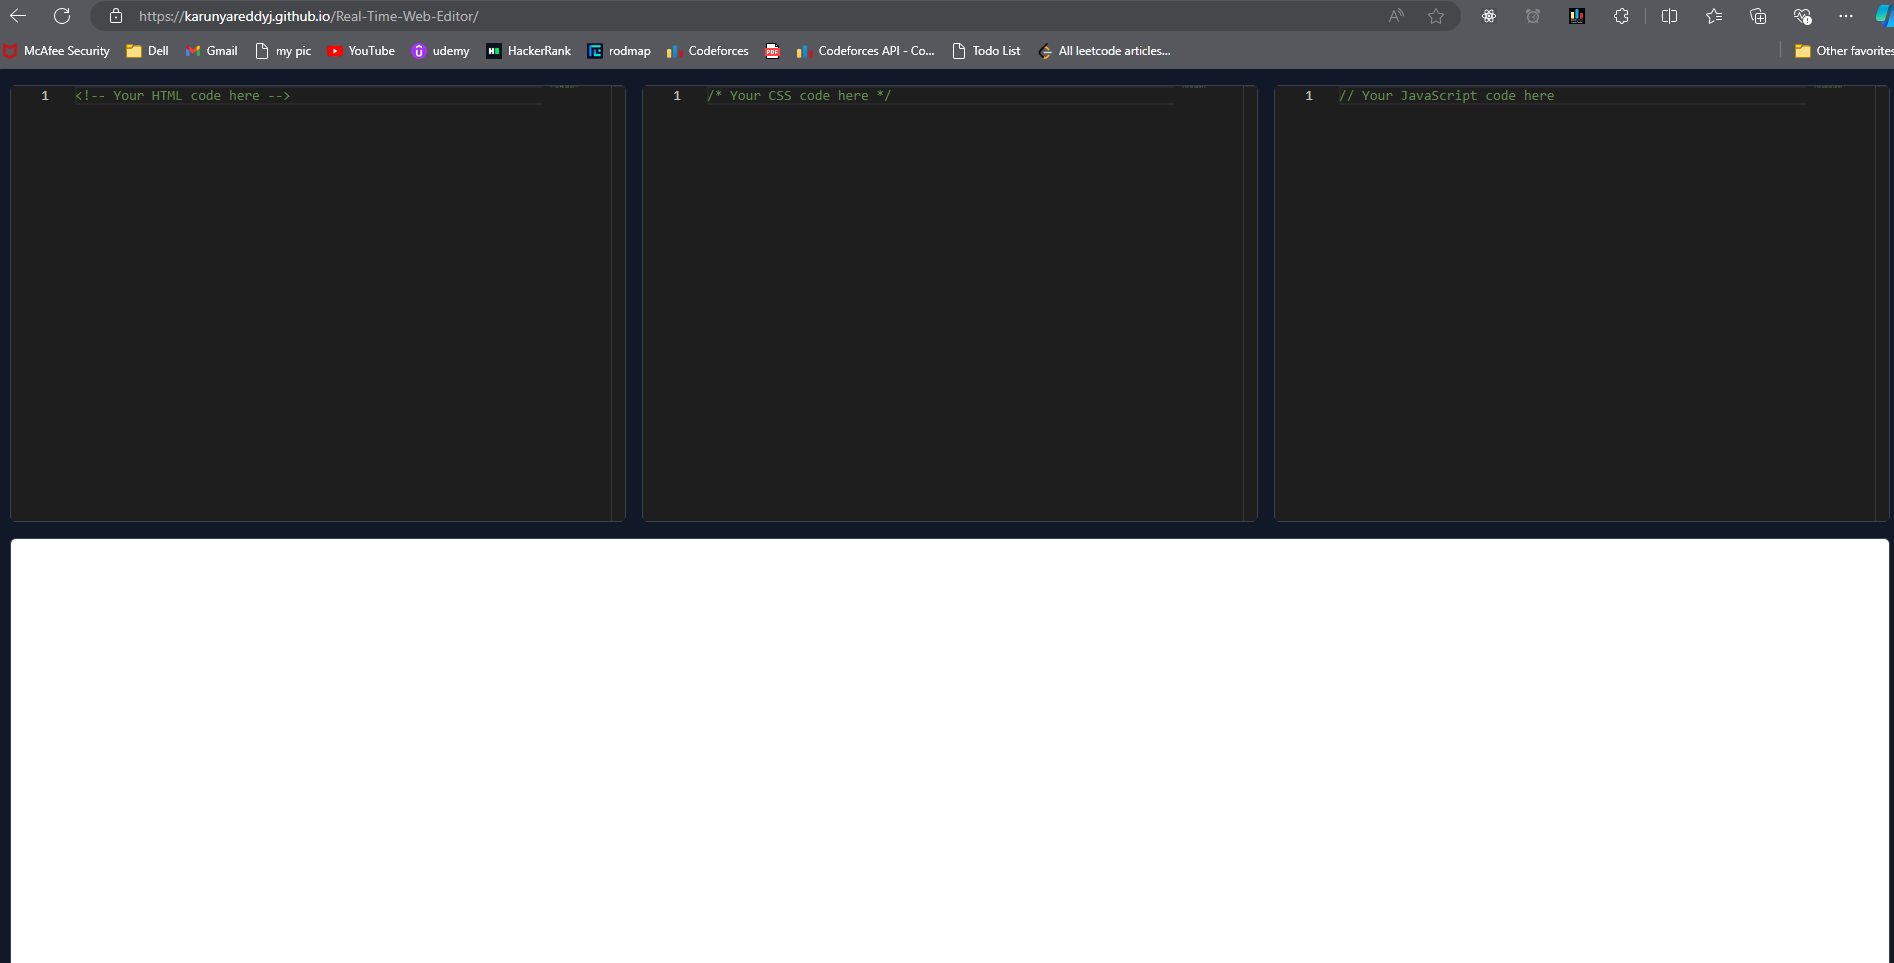 https://karunyareddyj.github.io/Real-Time-Web-Editor/
McAfee Security Dell Gmail my pic YouTube udemy HackerRank rodmap Codeforces PDF Codeforces API - Co... Todo List All leetcode articles... Other favorites
1 <!-- Your HTML code here -->
1 /* Your CSS code here */
1 // Your JavaScript code here